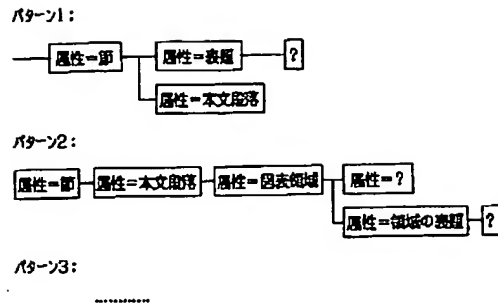 パターン1:
属性=節 属性=表題 ?
属性=本文段落
パターン2:
属性=節 属性=本文段落 属性=図表領域 属性=?
属性=領域の表題 ?
パターン3: